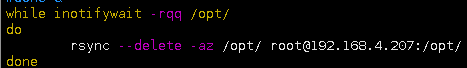 while inotifywait -rqq /opt/
do
        rsync --delete -az /opt/ root@192.168.4.207:/opt/
done